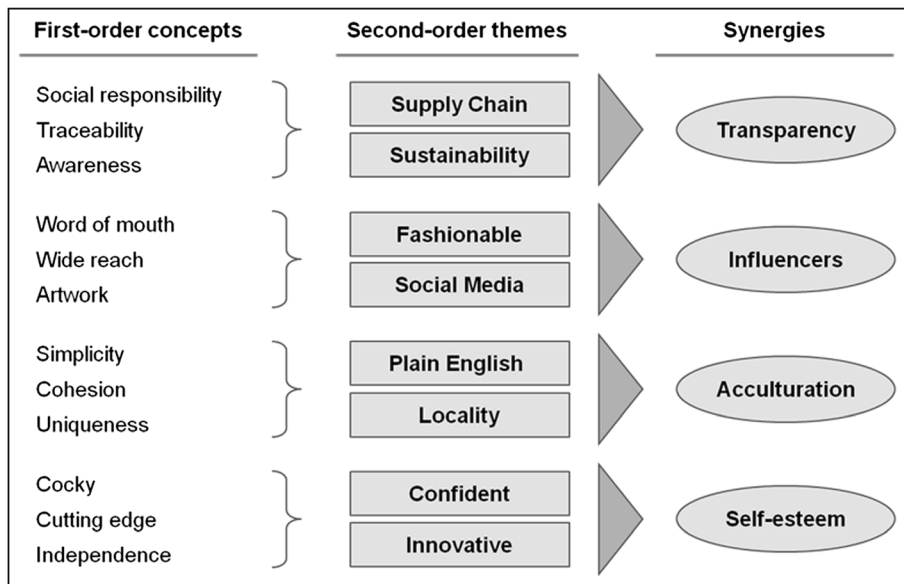 First-order concepts
Second-order themes
Synergies
Social responsibility
Traceability
Awareness
Supply Chain
Sustainability
Transparency
Word of mouth
Wide reach
Artwork
Fashionable
Social Media
Influencers
Simplicity
Cohesion
Uniqueness
Plain English
Locality
Acculturation
Cocky
Cutting edge
Independence
Confident
Innovative
Self-esteem